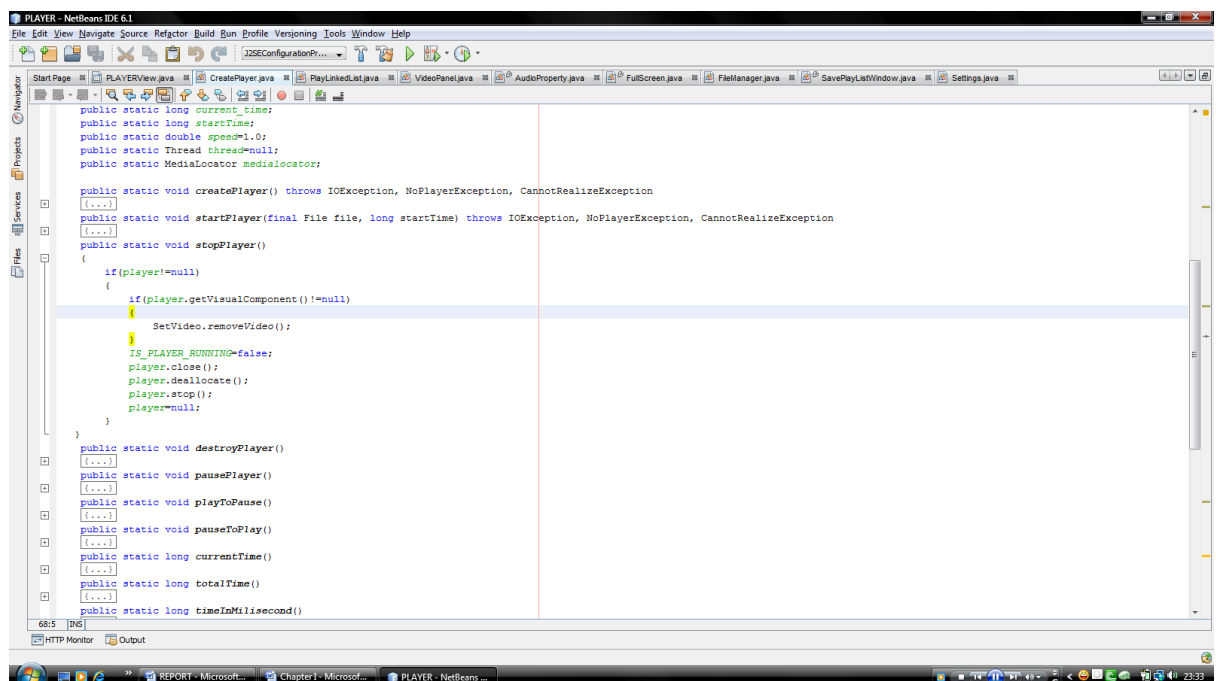 PLAYER - NetBeans IDE 6.1
File Edit View Navigate Source Refactor Build Run Profile Versioning Tools Window Help
J2SEConfigurationPr...
Start Page PLAYERView.java CreatePlayer.java PlayLinkedList.java VideoPanel.java AudioProperty.java FullScreen.java FileManager.java SavePlayListWindow.java Settings.java
Navigator
Projects
Services
Files
public static long current_time;
public static long startTime;
public static double speed=1.0;
public static Thread thread=null;
public static MediaLocator medialocator;
public static void createPlayer() throws IOException, NoPlayerException, CannotRealizeException
{...}
public static void startPlayer(final File file, long startTime) throws IOException, NoPlayerException, CannotRealizeException
{...}
public static void stopPlayer()
{
if(player!=null)
{
if(player.getVisualComponent()!=null)
{
SetVideo.removeVideo();
}
IS_PLAYER_RUNNING=false;
player.close();
player.deallocate();
player.stop();
player=null;
}
}
public static void destroyPlayer()
{...}
public static void pausePlayer()
{...}
public static void playToPause()
{...}
public static void pauseToPlay()
{...}
public static long currentTime()
{...}
public static long totalTime()
{...}
public static long timeInMilisecond()
68:5 INS
HTTP Monitor Output
REPORT - Microsoft... Chapter I - Microsof... PLAYER - NetBeans ... 23:33